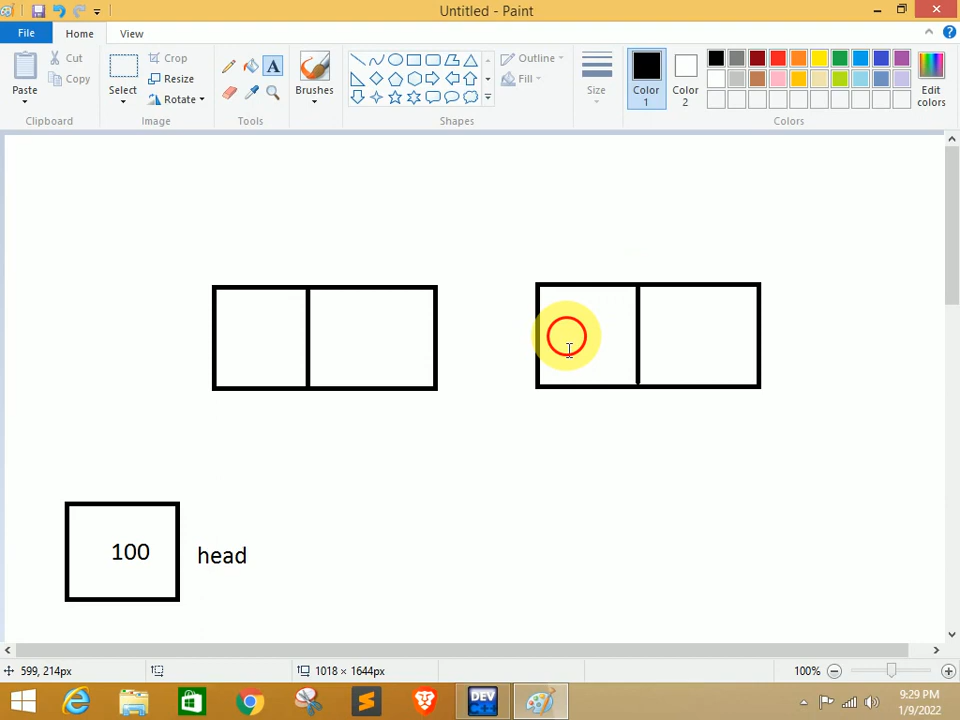 Untitled - Paint
File
Home
View
Paste
Cut
Copy
Clipboard
Select
Crop
Resize
Rotate
Image
A
Tools
Brushes
Outline
Fill
Shapes
Size
Color 1
Color 2
Edit colors
Colors
100
head
599, 214px
1018 × 1644px
100%
DEV
C++
9:29 PM
1/9/2022